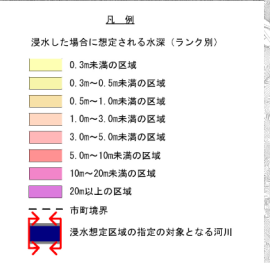 凡 例
浸水した場合に想定される水深(ランク別)
0.3m未満の区域
0.3m〜0.5m未満の区域
0.5m〜1.0m未満の区域
1.0m〜3.0m未満の区域
3.0m〜5.0m未満の区域
5.0m〜10m未満の区域
10m〜20m未満の区域
20m以上の区域
市町境界
浸水想定区域の指定の対象となる河川